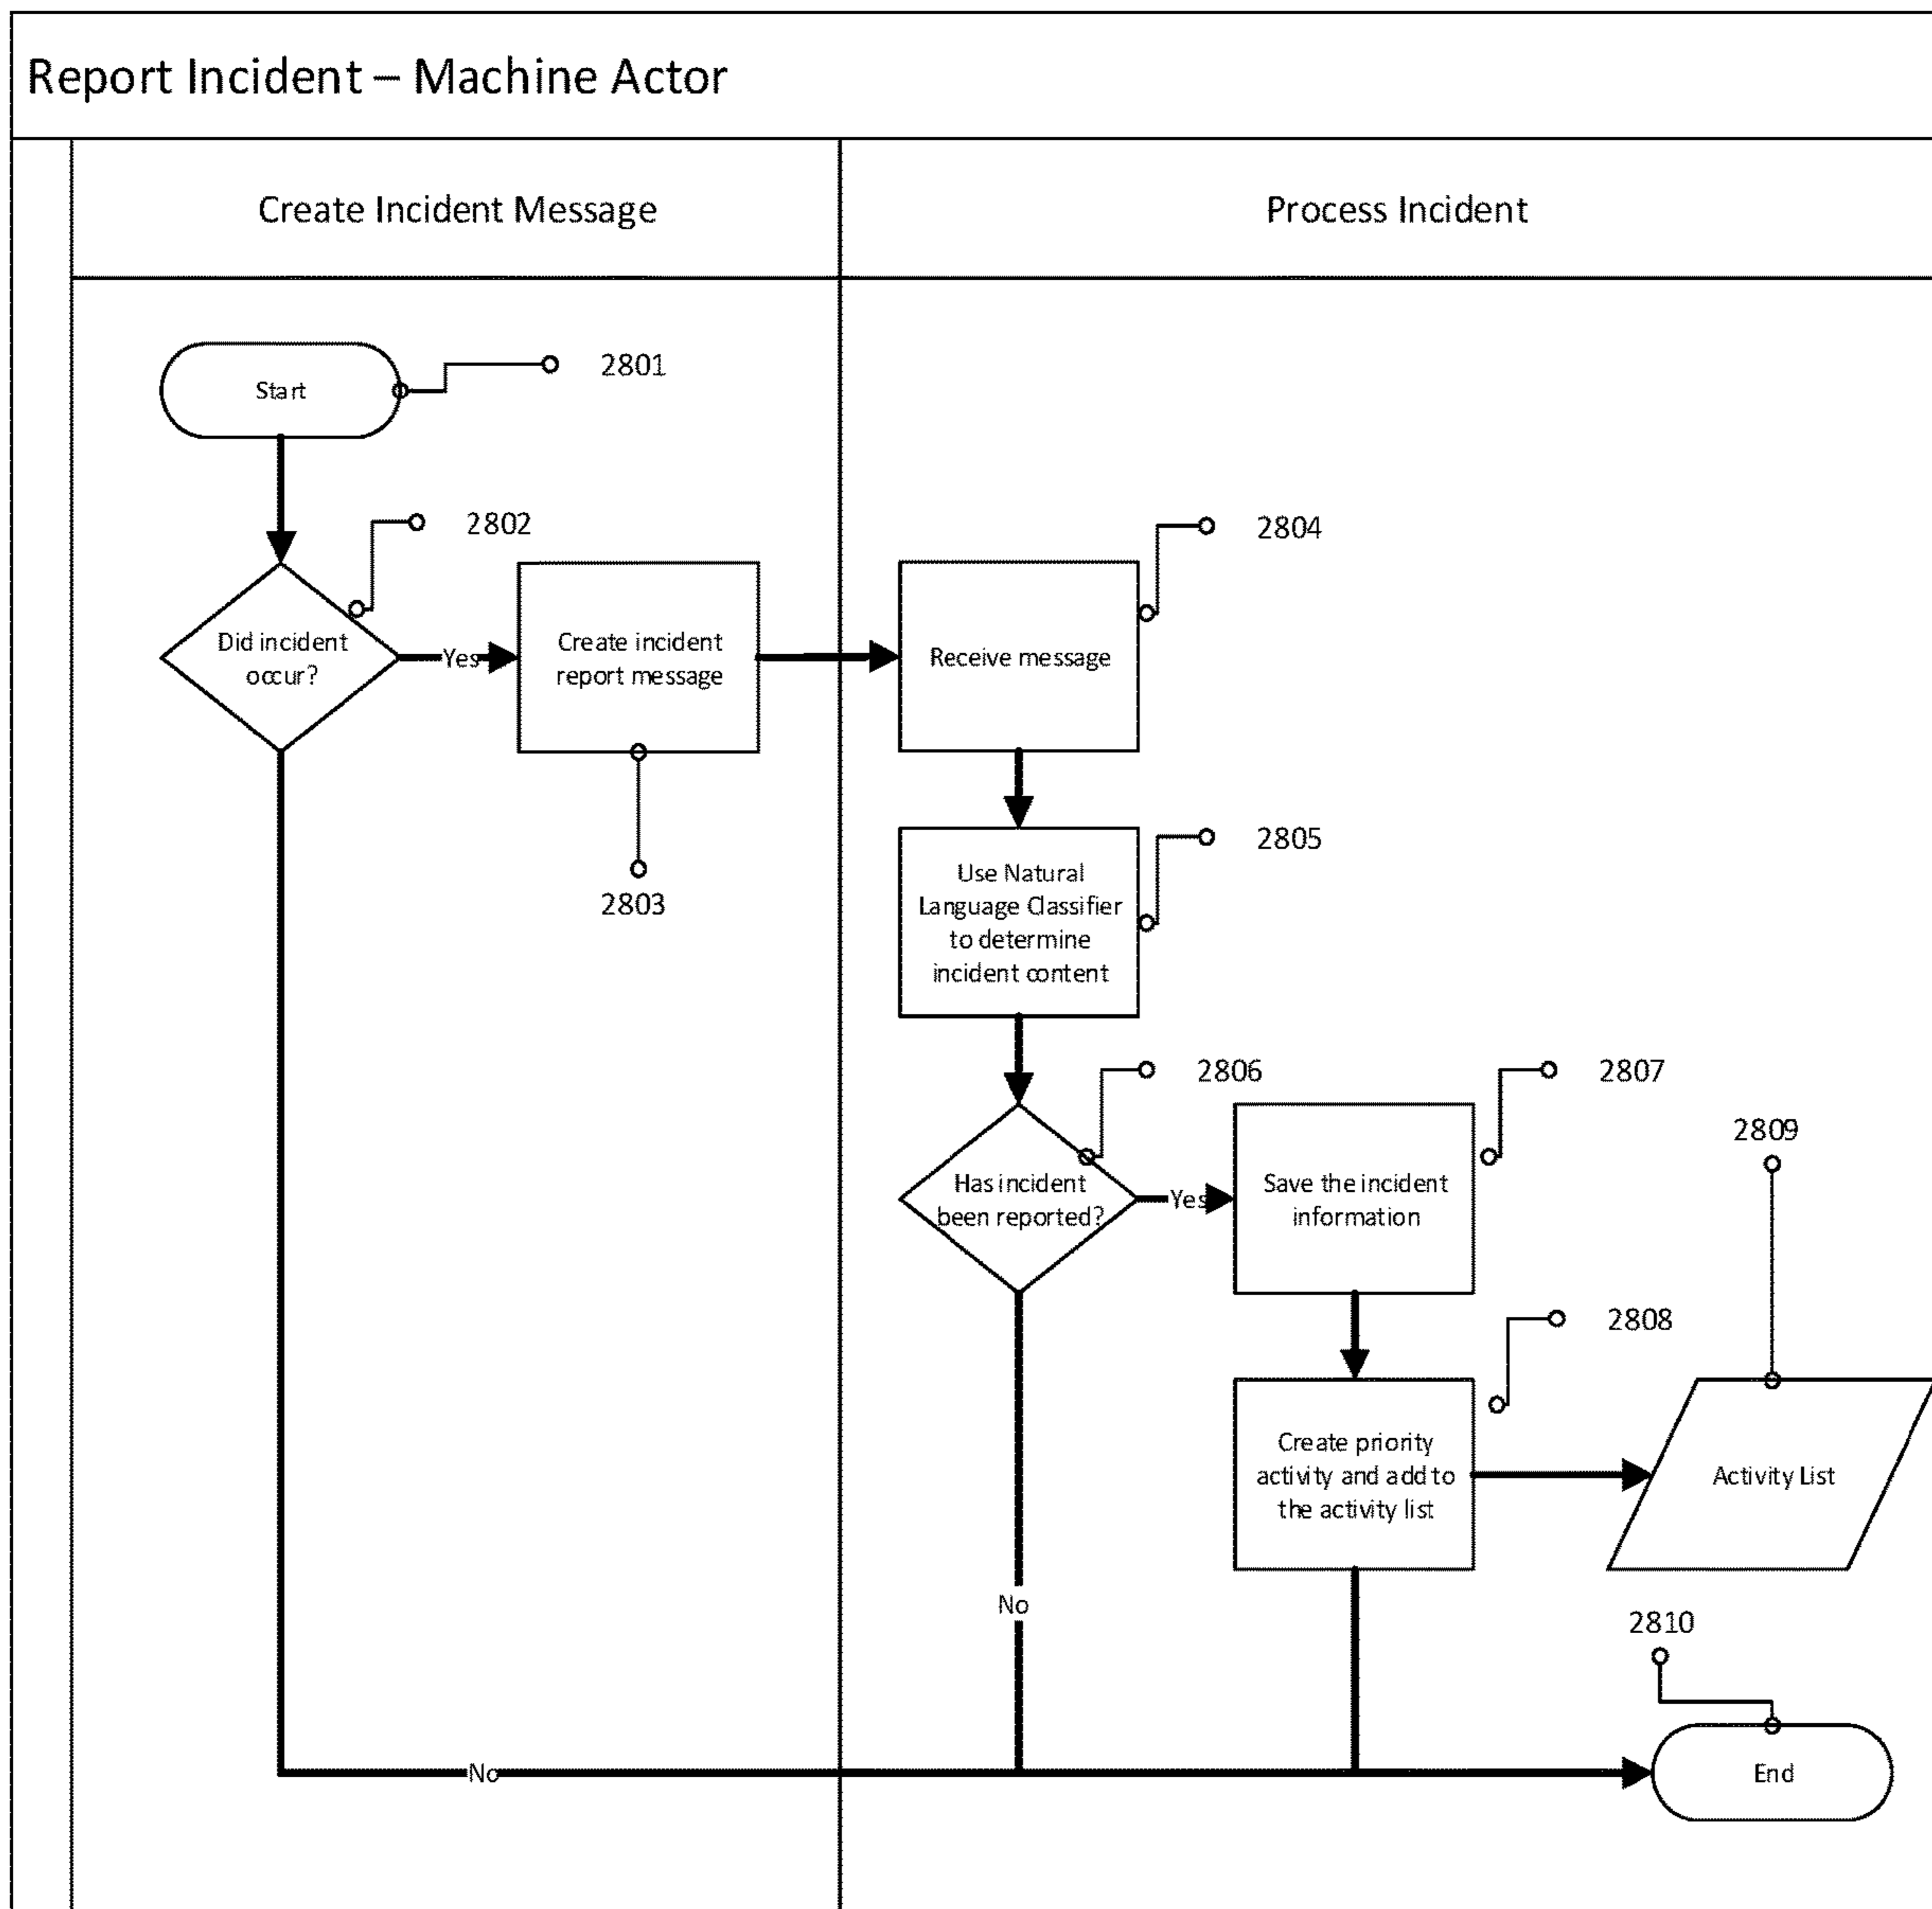 Report Incident – Machine Actor
Create Incident Message
Process Incident
Start
2801
2802
Did incident
occur?
Yes
Create incident
report message
2803
2804
Receive message
2805
Use Natural
Language Classifier
to determine
incident content
2806
Has incident
been reported?
Yes
2807
Save the incident
information
2808
Create priority
activity and add to
the activity list
2809
Activity List
No
2810
No
End